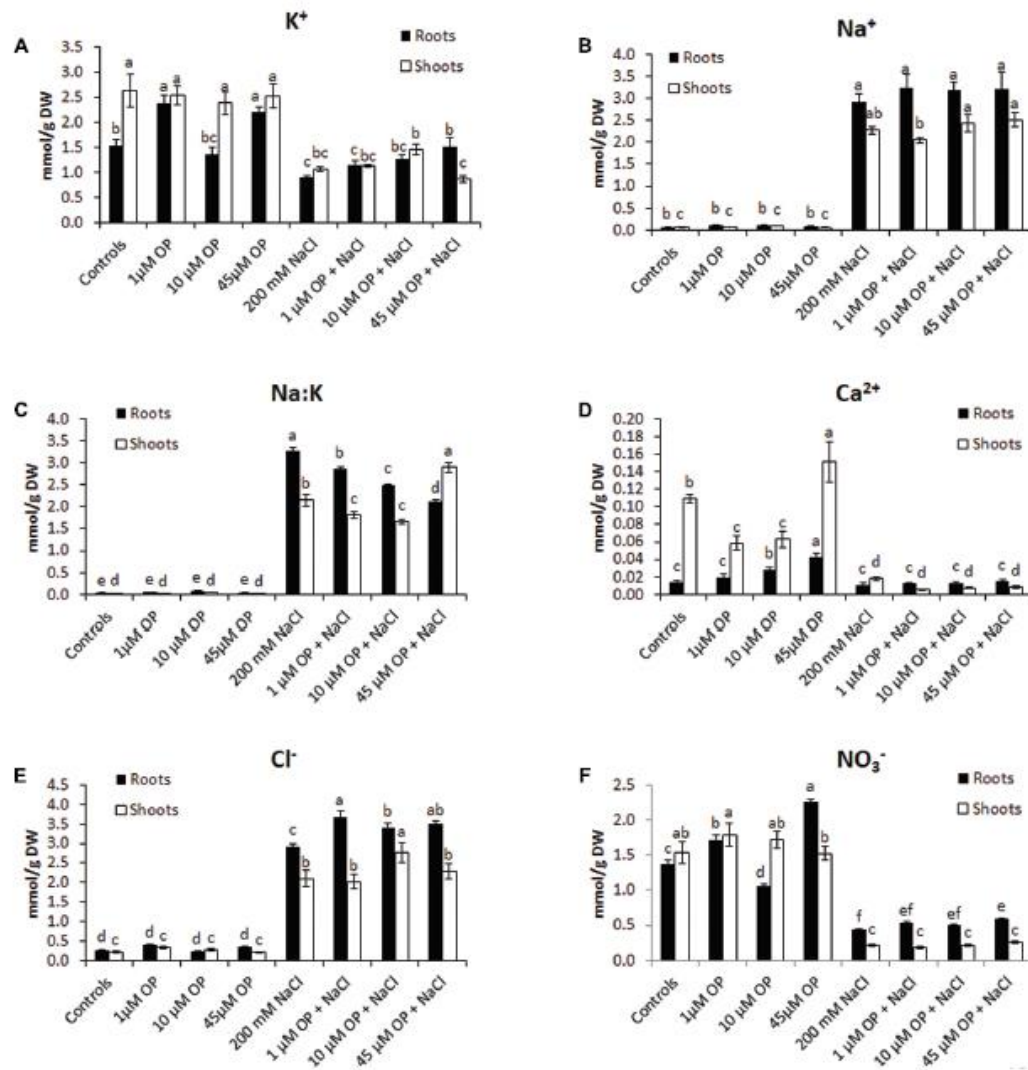 A
K⁺
Roots
Shoots
mmol/g DW
3.5
3.0
2.5
2.0
1.5
1.0
0.5
0.0
b a a a bc a a a c bc c bc bc b b c
Controls
1µM OP
10 µM OP
45µM OP
200 mM NaCl
1 µM OP + NaCl
10 µM OP + NaCl
45 µM OP + NaCl
B
Na⁺
Roots
Shoots
mmol/g DW
4.0
3.5
3.0
2.5
2.0
1.5
1.0
0.5
0.0
b c b c b c b c a ab a b a a a a
Controls
1µM OP
10 µM OP
45µM OP
200 mM NaCl
1 µM OP + NaCl
10 µM OP + NaCl
45 µM OP + NaCl
C
Na:K
Roots
Shoots
mmol/g DW
4.0
3.5
3.0
2.5
2.0
1.5
1.0
0.5
0.0
e d e d e d e d a b b c c c d a
Controls
1µM OP
10 µM OP
45µM OP
200 mM NaCl
1 µM OP + NaCl
10 µM OP + NaCl
45 µM OP + NaCl
D
Ca²⁺
Roots
Shoots
mmol/g DW
0.20
0.18
0.16
0.14
0.12
0.10
0.08
0.06
0.04
0.02
0.00
c b c c b c a a c d c d c d c d
Controls
1µM OP
10 µM OP
45µM OP
200 mM NaCl
1 µM OP + NaCl
10 µM OP + NaCl
45 µM OP + NaCl
E
Cl⁻
Roots
Shoots
mmol/g DW
4.5
4.0
3.5
3.0
2.5
2.0
1.5
1.0
0.5
0.0
d c d c d c d c c b a b b a ab b
Controls
1µM OP
10 µM OP
45µM OP
200 mM NaCl
1 µM OP + NaCl
10 µM OP + NaCl
45 µM OP + NaCl
F
NO₃⁻
Roots
Shoots
mmol/g DW
2.5
2.0
1.5
1.0
0.5
0.0
c ab b a d ab a b f c ef c ef c e c
Controls
1µM OP
10 µM OP
45µM OP
200 mM NaCl
1 µM OP + NaCl
10 µM OP + NaCl
45 µM OP + NaCl